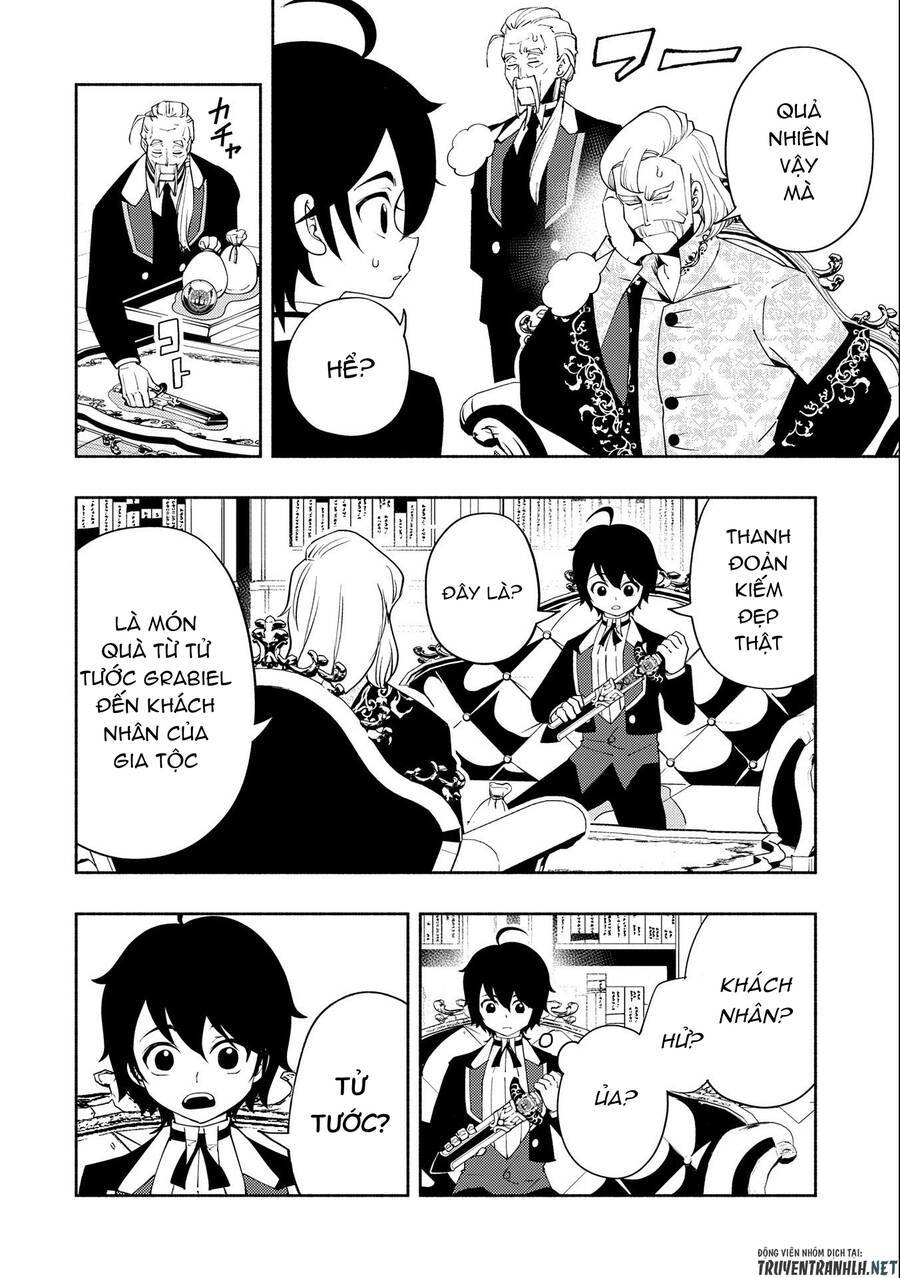 QUẢ
NHIÊN
VẬY
MÀ
ワー
HỂ?
カチャ
コト
THANH
ĐOẢN
KIẾM
ĐẸP
THẬT
ĐÂY LÀ?
LÀ MÓN
QUÀ TỪ TỬ
TƯỚC GRABIEL
ĐẾN KHÁCH
NHÂN CỦA
GIA TỘC
KHÁCH
NHÂN?
HỬ?
ỦA?
TỬ
TƯỚC?
ĐỘNG VIÊN NHÓM DỊCH TẠI:
TRUYENTRANHLH.NET